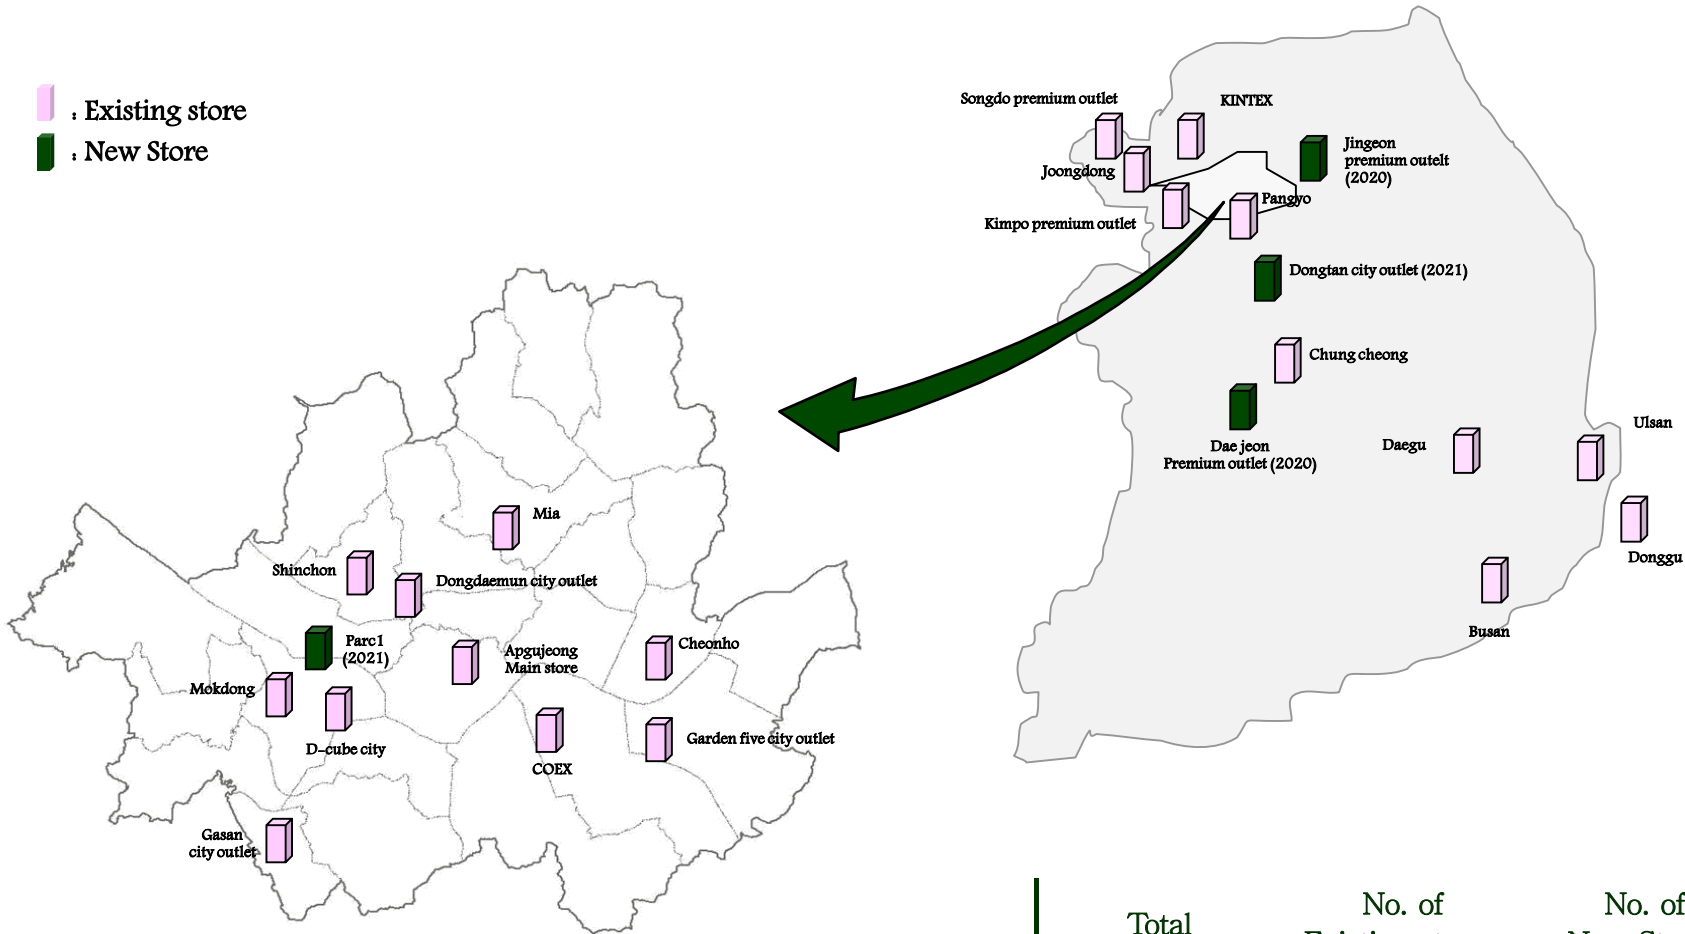 : Existing store
: New Store
Songdo premium outlet
KINTEX
Joongdong
Jingeon
premium outelt
(2020)
Kimpo premium outlet
Pangyo
Dongtan city outlet (2021)
Chung cheong
Dae jeon
Premium outlet (2020)
Daegu
Ulsan
Donggu
Busan
Mia
Shinchon
Dongdaemun city outlet
Parc1
(2021)
Apgujeong
Main store
Cheonho
Mokdong
D-cube city
COEX
Garden five city outlet
Gasan
city outlet
Total
No. of
No. of